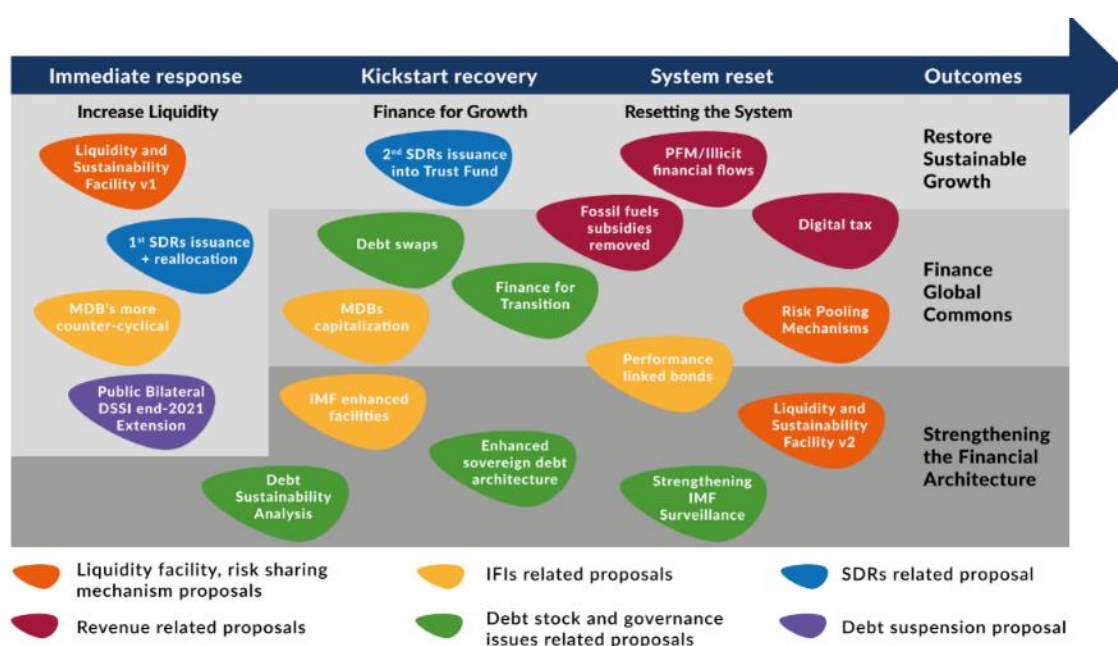 Immediate response
Kickstart recovery
System reset
Outcomes
Increase Liquidity
Finance for Growth
Resetting the System
Liquidity and
Sustainability
Facility v1
2nd SDRs issuance
into Trust Fund
PFM/Illicit
financial flows
Restore
Sustainable
Growth
1st SDRs issuance
+ reallocation
Debt swaps
Fossil fuels
subsidies
removed
Digital tax
Finance for
Transition
Finance
Global
Commons
MDB's more
counter-cyclical
MDBs
capitalization
Risk Pooling
Mechanisms
Performance
linked bonds
Public Bilateral
DSSI end-2021
Extension
IMF enhanced
facilities
Liquidity and
Sustainability
Facility v2
Enhanced
sovereign debt
architecture
Strengthening
the Financial
Architecture
Debt
Sustainability
Analysis
Strengthening
IMF
Surveillance
Liquidity facility, risk sharing
mechanism proposals
IFIs related proposals
SDRs related proposal
Revenue related proposals
Debt stock and governance
issues related proposals
Debt suspension proposal